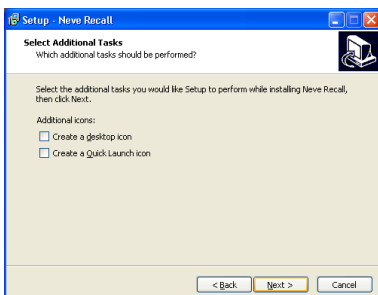 Setup - Neve Recall
Select Additional Tasks
Which additional tasks should be performed?
Select the additional tasks you would like Setup to perform while installing Neve Recall,
then click Next.
Additional icons:
Create a desktop icon
Create a Quick Launch icon
< Back
Next >
Cancel